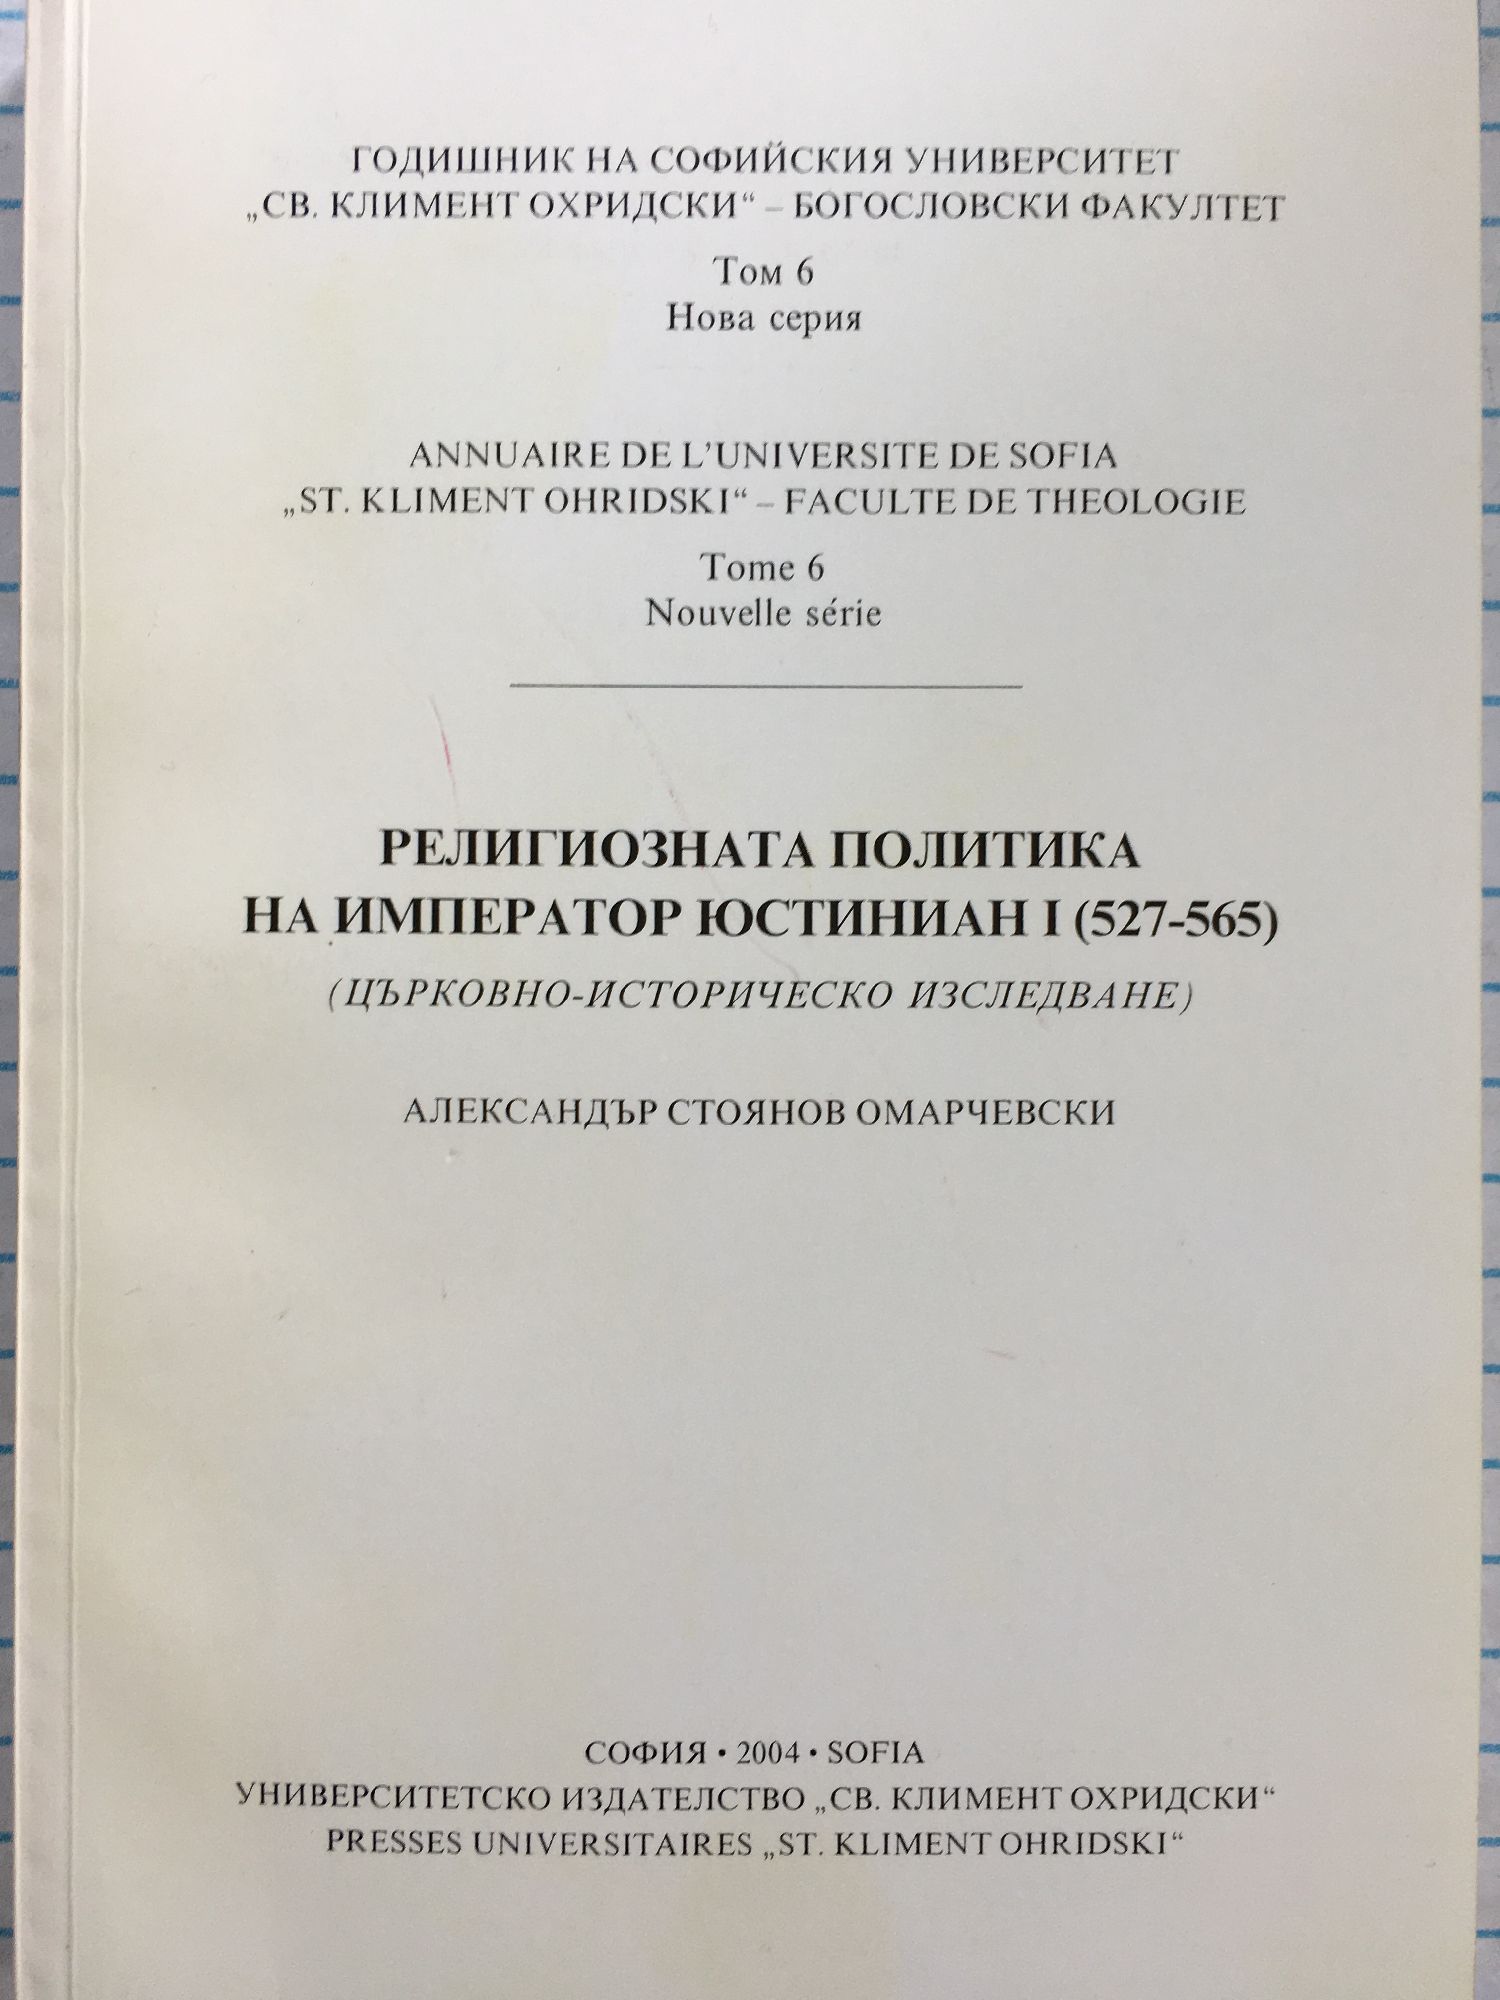 ГОДИШНИК НА СОФИЙСКИЯ УНИВЕРСИТЕТ
„СВ. КЛИМЕНТ ОХРИДСКИ“ – БОГОСЛОВСКИ ФАКУЛТЕТ
Том 6
Нова серия
ANNUAIRE DE L’UNIVERSITE DE SOFIA
„ST. KLIMENT OHRIDSKI“ – FACULTE DE THEOLOGIE
Tome 6
Nouvelle série
РЕЛИГИОЗНАТА ПОЛИТИКА
НА ИМПЕРАТОР ЮСТИНИАН I (527-565)
(ЦЪРКОВНО-ИСТОРИЧЕСКО ИЗСЛЕДВАНЕ)
АЛЕКСАНДЪР СТОЯНОВ ОМАРЧЕВСКИ
СОФИЯ • 2004 • SOFIA
УНИВЕРСИТЕТСКО ИЗДАТЕЛСТВО „СВ. КЛИМЕНТ ОХРИДСКИ“
PRESSES UNIVERSITAIRES „ST. KLIMENT OHRIDSKI“